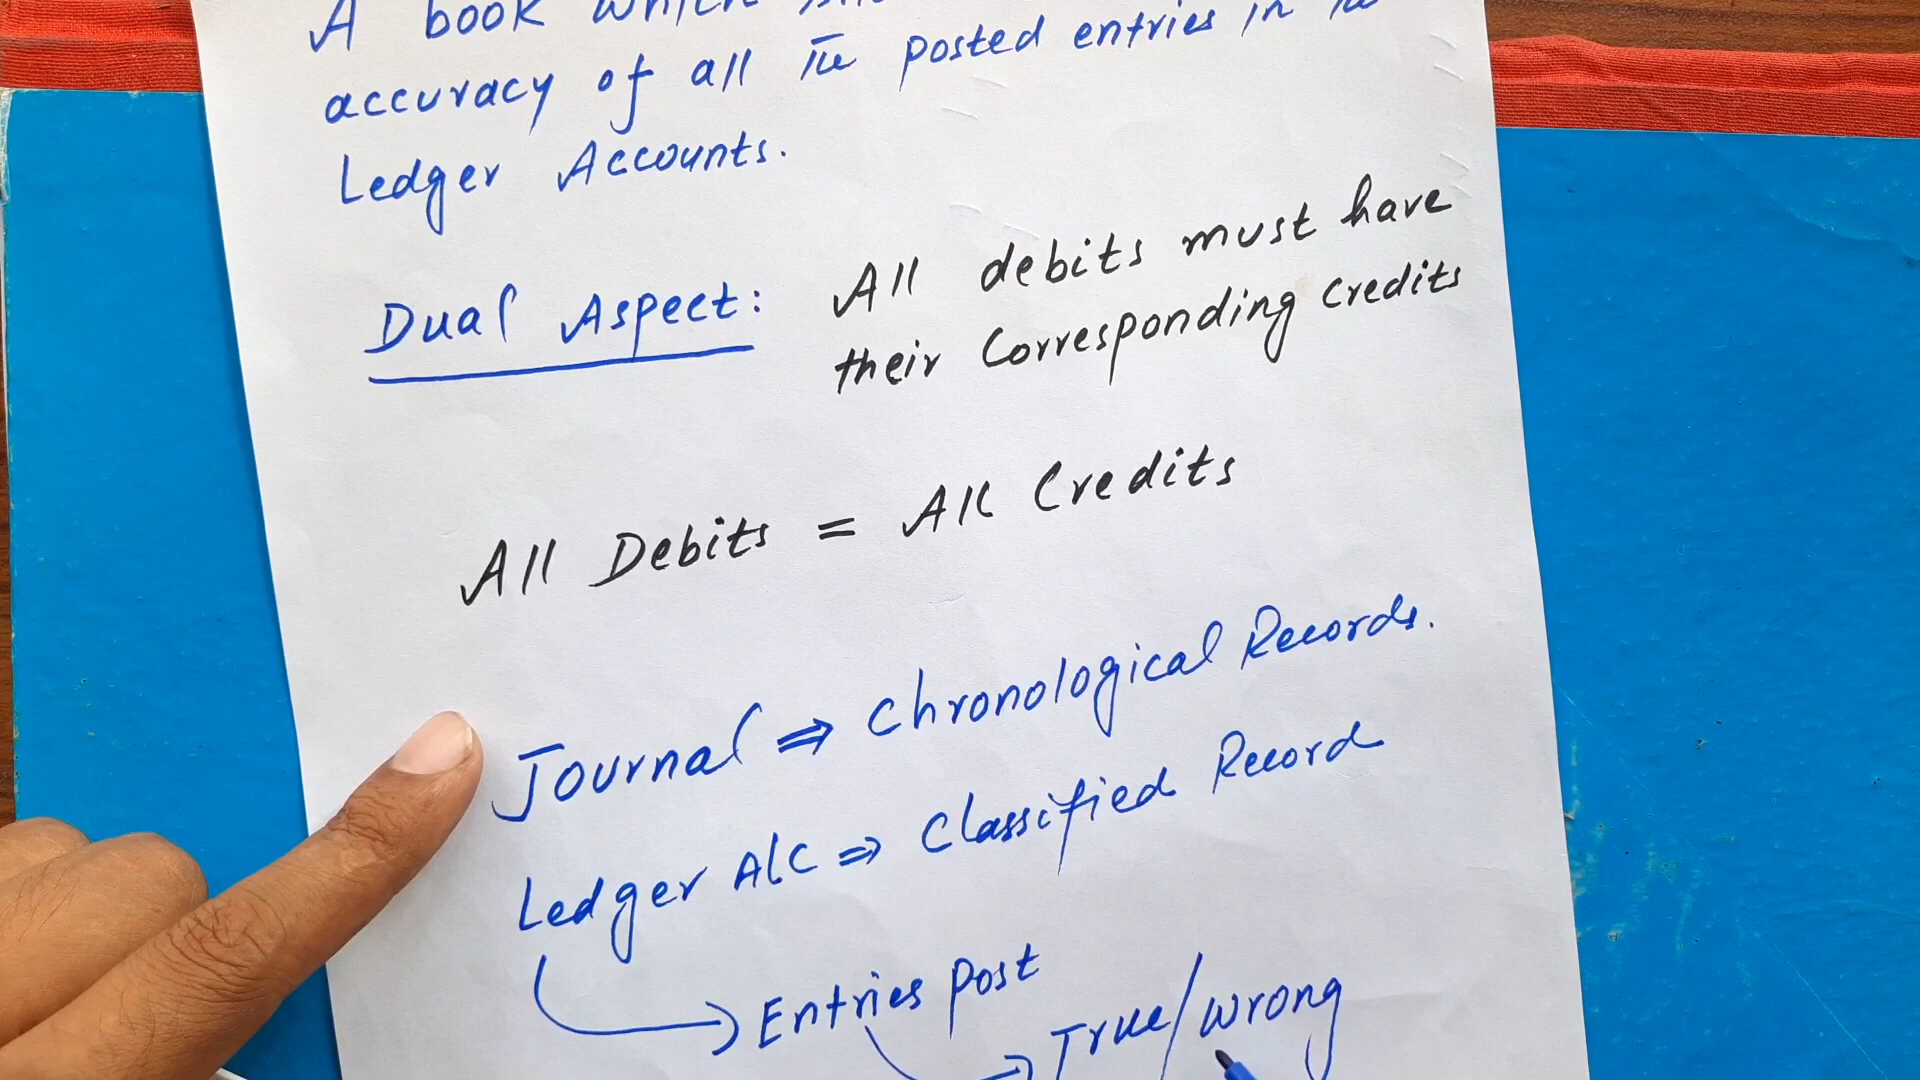 A book which
accuracy of all the posted entries in the
Ledger Accounts.
Dual Aspect: All debits must have
their Corresponding Credits
All Debits = All Credits
Journal ⇒ Chronological Records.
Ledger A/C ⇒ Classified Record
→ Entries Post
→ True/Wrong